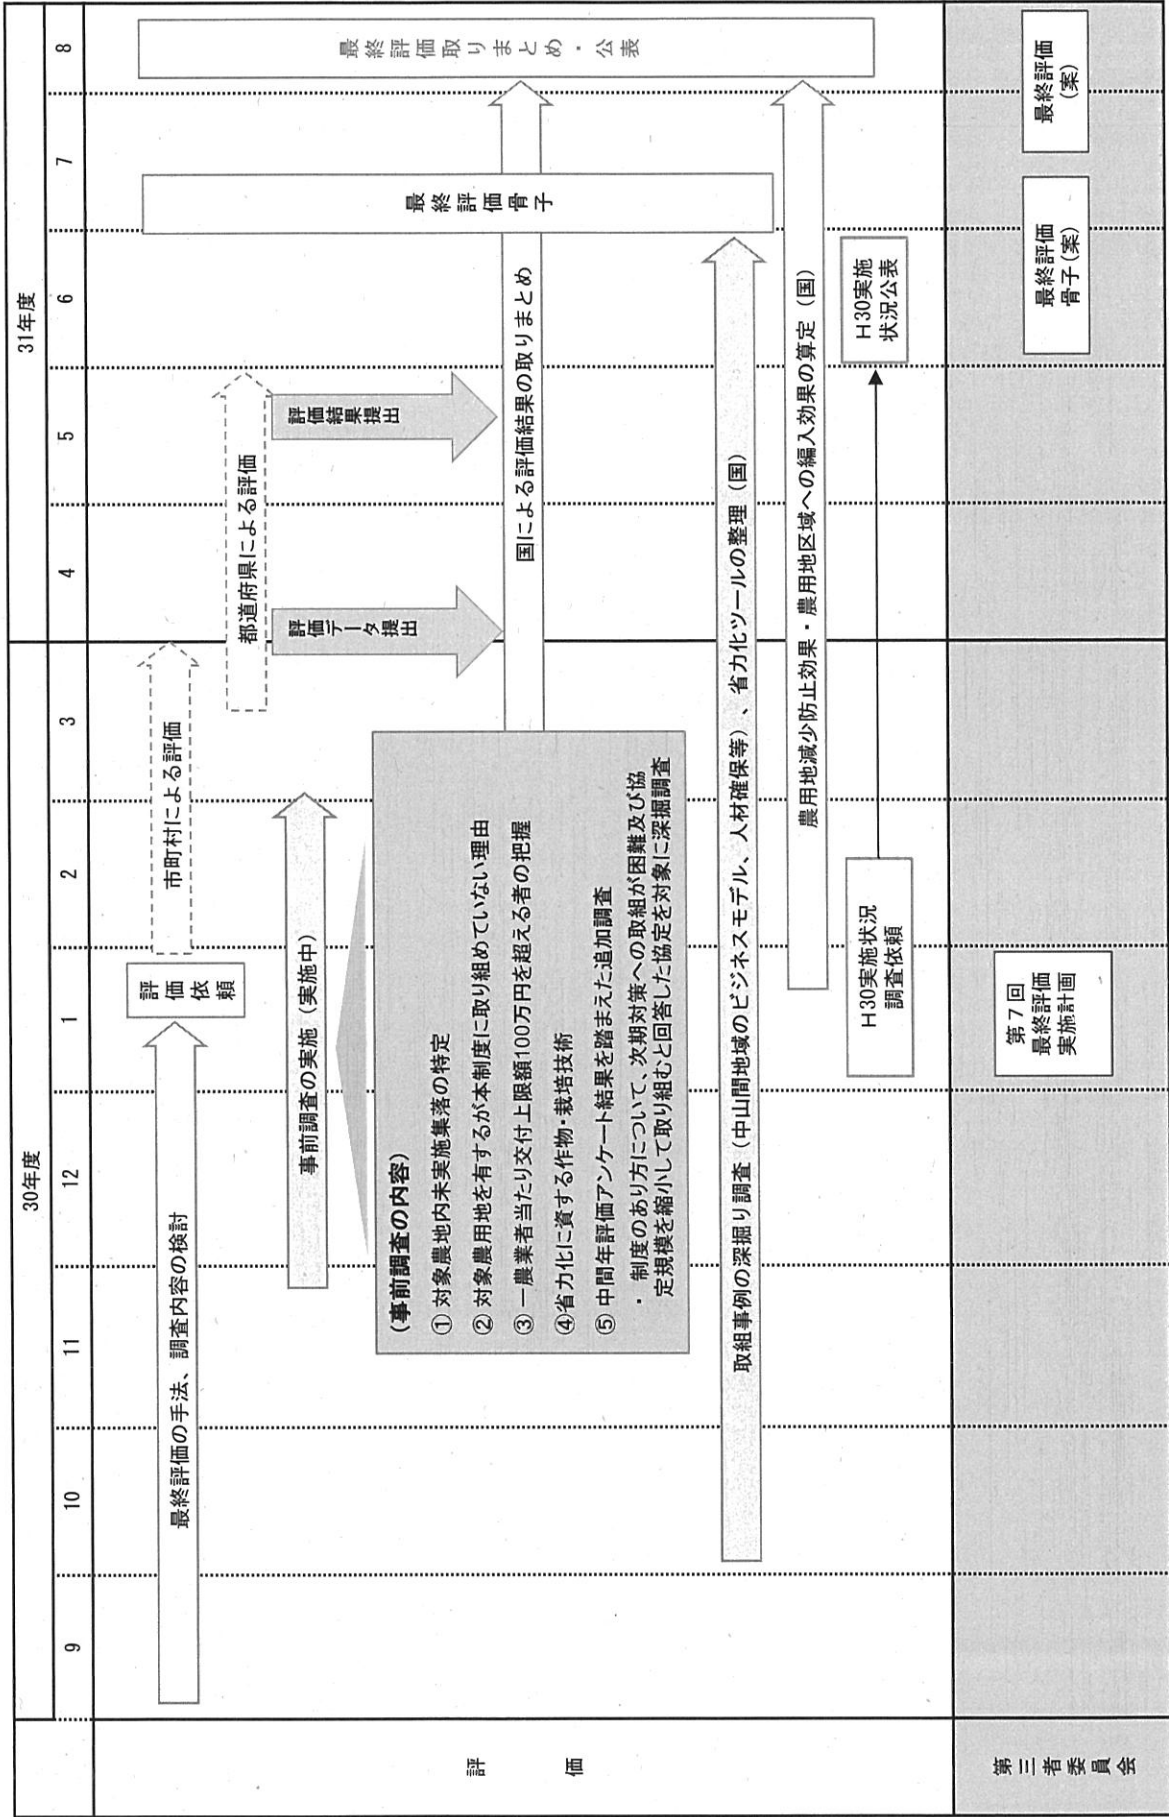 30年度
31年度
9
10
11
12
1
2
3
4
5
6
7
8
評　価
最終評価の手法、調査内容の検討
評価
依頼
市町村による評価
都道府県による評価
事前調査の実施（実施中）
評価データ提出
評価結果提出
(事前調査の内容)
① 対象農地内未実施集落の特定
② 対象農用地を有するが本制度に取り組めていない理由
③ 一農業者当たり交付上限額100万円を超える者の把握
④省力化に資する作物・栽培技術
⑤ 中間年評価アンケート結果を踏まえた追加調査
・ 制度のあり方について、次期対策への取組が困難及び協
定規模を縮小して取り組むと回答した協定を対象に深掘調査
国による評価結果の取りまとめ
最終評価骨子
最終評価取りまとめ・公表
取組事例の深掘り調査（中山間地域のビジネスモデル、人材確保等）、省力化ツールの整理（国）
農用地減少防止効果・農用地区域への編入効果の算定（国）
H30実施状況
調査依頼
H30実施
状況公表
第三者委員会
第７回
最終評価
実施計画
最終評価
骨子(案)
最終評価
(案)